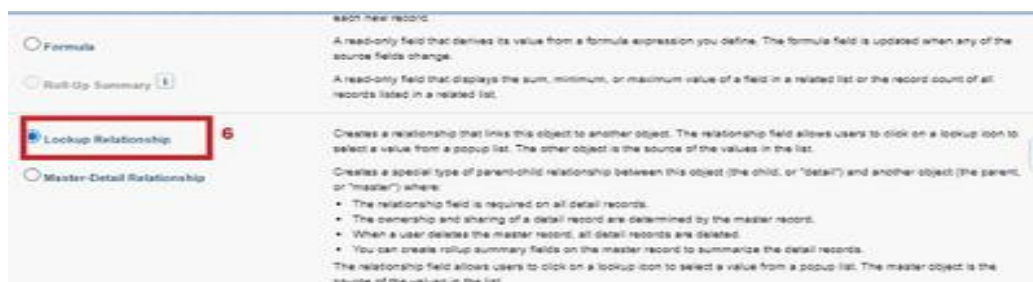 each new record.
Formula
A read-only field that derives its value from a formula expression you define. The formula field is updated when any of the
source fields change.
Roll-Up Summary i
A read-only field that displays the sum, minimum, or maximum value of a field in a related list or the record count of all
records listed in a related list.
Lookup Relationship 6
Creates a relationship that links this object to another object. The relationship field allows users to click on a lookup icon to
select a value from a popup list. The other object is the source of the values in the list.
Master-Detail Relationship
Creates a special type of parent-child relationship between this object (the child, or "detail") and another object (the parent,
or "master") where:
• The relationship field is required on all detail records.
• The ownership and sharing of a detail record are determined by the master record.
• When a user deletes the master record, all detail records are deleted.
• You can create rollup summary fields on the master record to summarize the detail records.
The relationship field allows users to click on a lookup icon to select a value from a popup list. The master object is the
source of the values in the list.